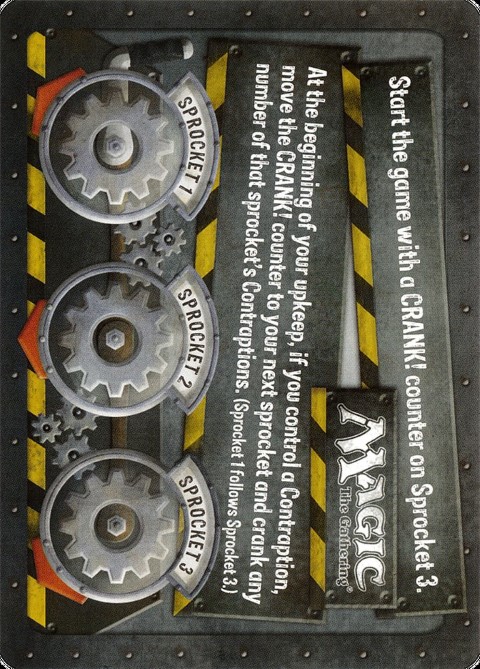 Start the game with a CRANK! counter on Sprocket 3.
MAGIC
The Gathering®
At the beginning of your upkeep, if you control a Contraption,
move the CRANK! counter to your next sprocket and crank any
number of that sprocket's Contraptions. (Sprocket 1 follows Sprocket 3.)
SPROCKET 1
SPROCKET 2
SPROCKET 3